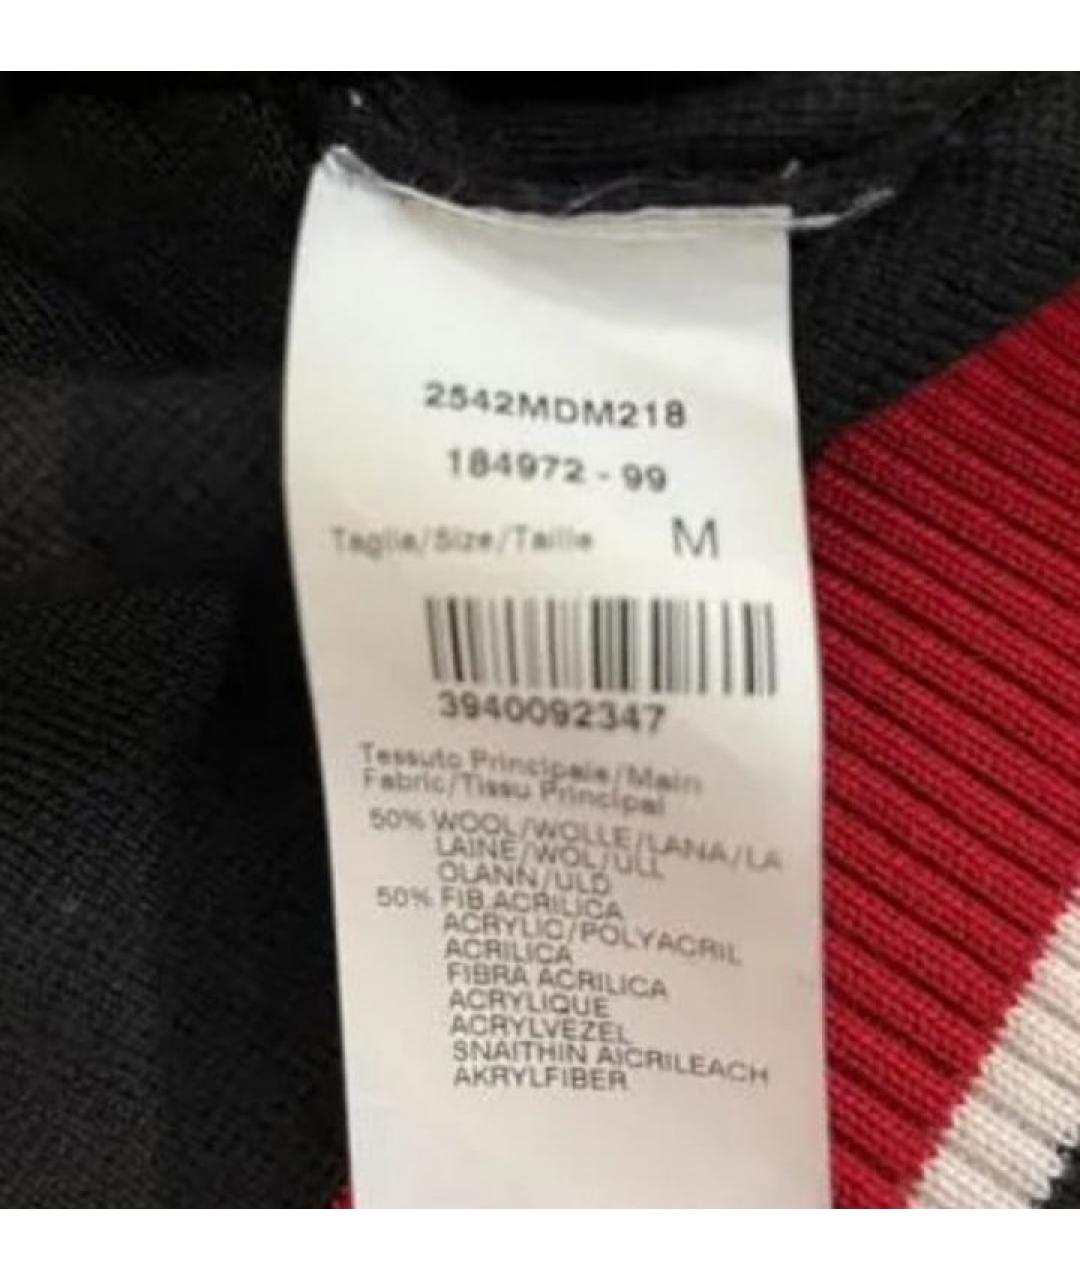 2542MDM218
184972 - 99
Taglia/Size/Taille M
3940092347
Tessuto Principale/Main
Fabric/Tissu Principal
50% WOOL/WOLLE/LANA/LA
LAINE/WOL/ULL
OLANN/ULD
50% FIB.ACRILICA
ACRYLIC/POLYACRIL
ACRILICA
FIBRA ACRILICA
ACRYLIQUE
ACRYLVEZEL
SNAITHIN AICRILEACH
AKRYLFIBER